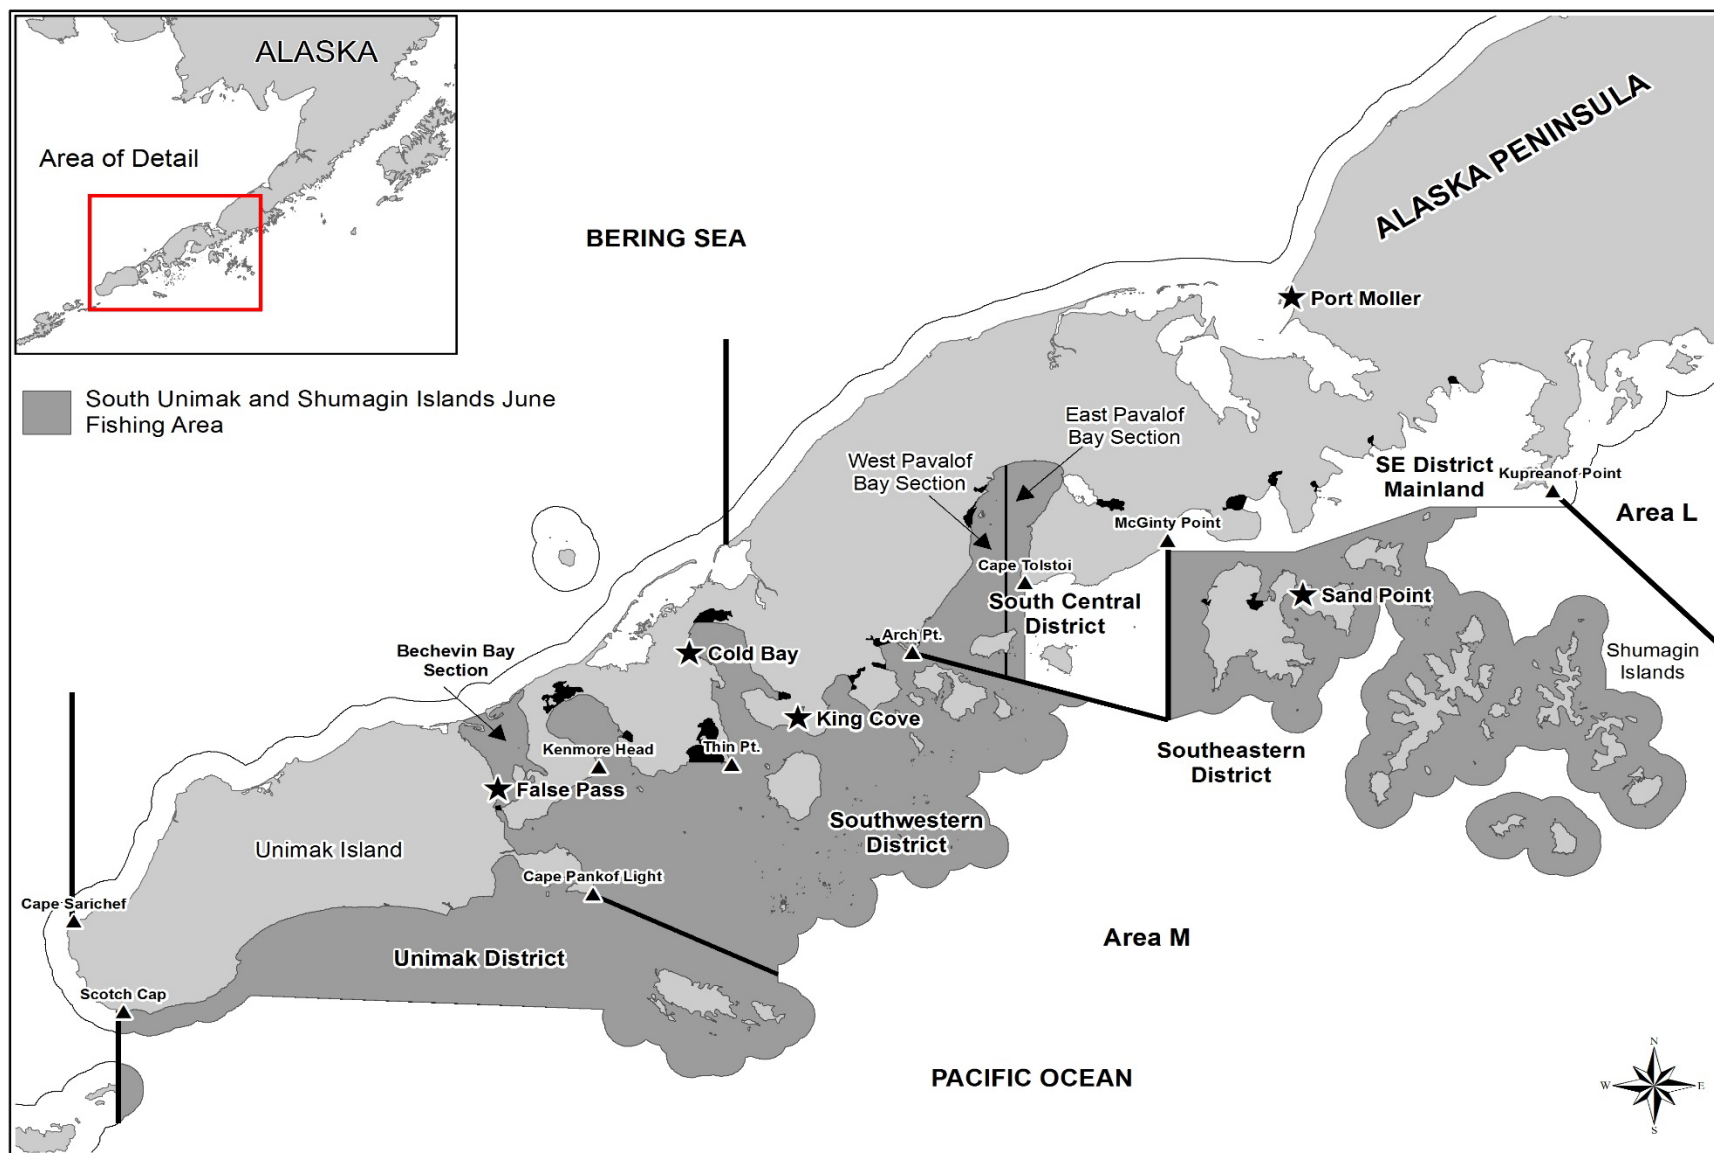 ALASKA
Area of Detail
South Unimak and Shumagin Islands June
Fishing Area
BERING SEA
ALASKA PENINSULA
Port Moller
East Pavalof
Bay Section
West Pavalof
Bay Section
SE District
Mainland
Kupreanof Point
Area L
McGinty Point
Cape Tolstoi
South Central
District
Sand Point
Arch Pt.
Shumagin
Islands
Bechevin Bay
Section
Cold Bay
King Cove
Kenmore Head
Thin Pt.
Southeastern
District
False Pass
Southwestern
District
Unimak Island
Cape Pankof Light
Cape Sarichef
Area M
Unimak District
Scotch Cap
PACIFIC OCEAN
N
W
E
S